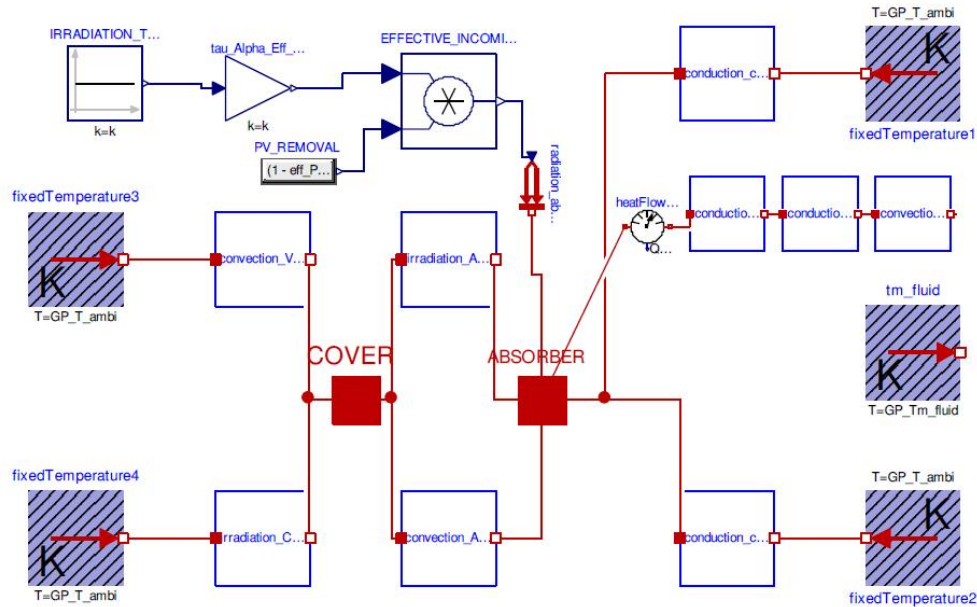 IRRADIATION_T...
k=k
tau_Alpha_Eff_...
k=k
EFFECTIVE_INCOMI...
PV_REMOVAL
(1 - eff_P...
radiation_ab...
conduction_c...
T=GP_T_ambi
K
fixedTemperature1
fixedTemperature3
K
T=GP_T_ambi
convection_V...
irradiation_A...
heatFlow...
Q...
conductio...
conductio...
convectio...
tm_fluid
K
T=GP_Tm_fluid
COVER
ABSORBER
fixedTemperature4
K
T=GP_T_ambi
irradiation_C...
convection_A...
conduction_c...
T=GP_T_ambi
K
fixedTemperature2